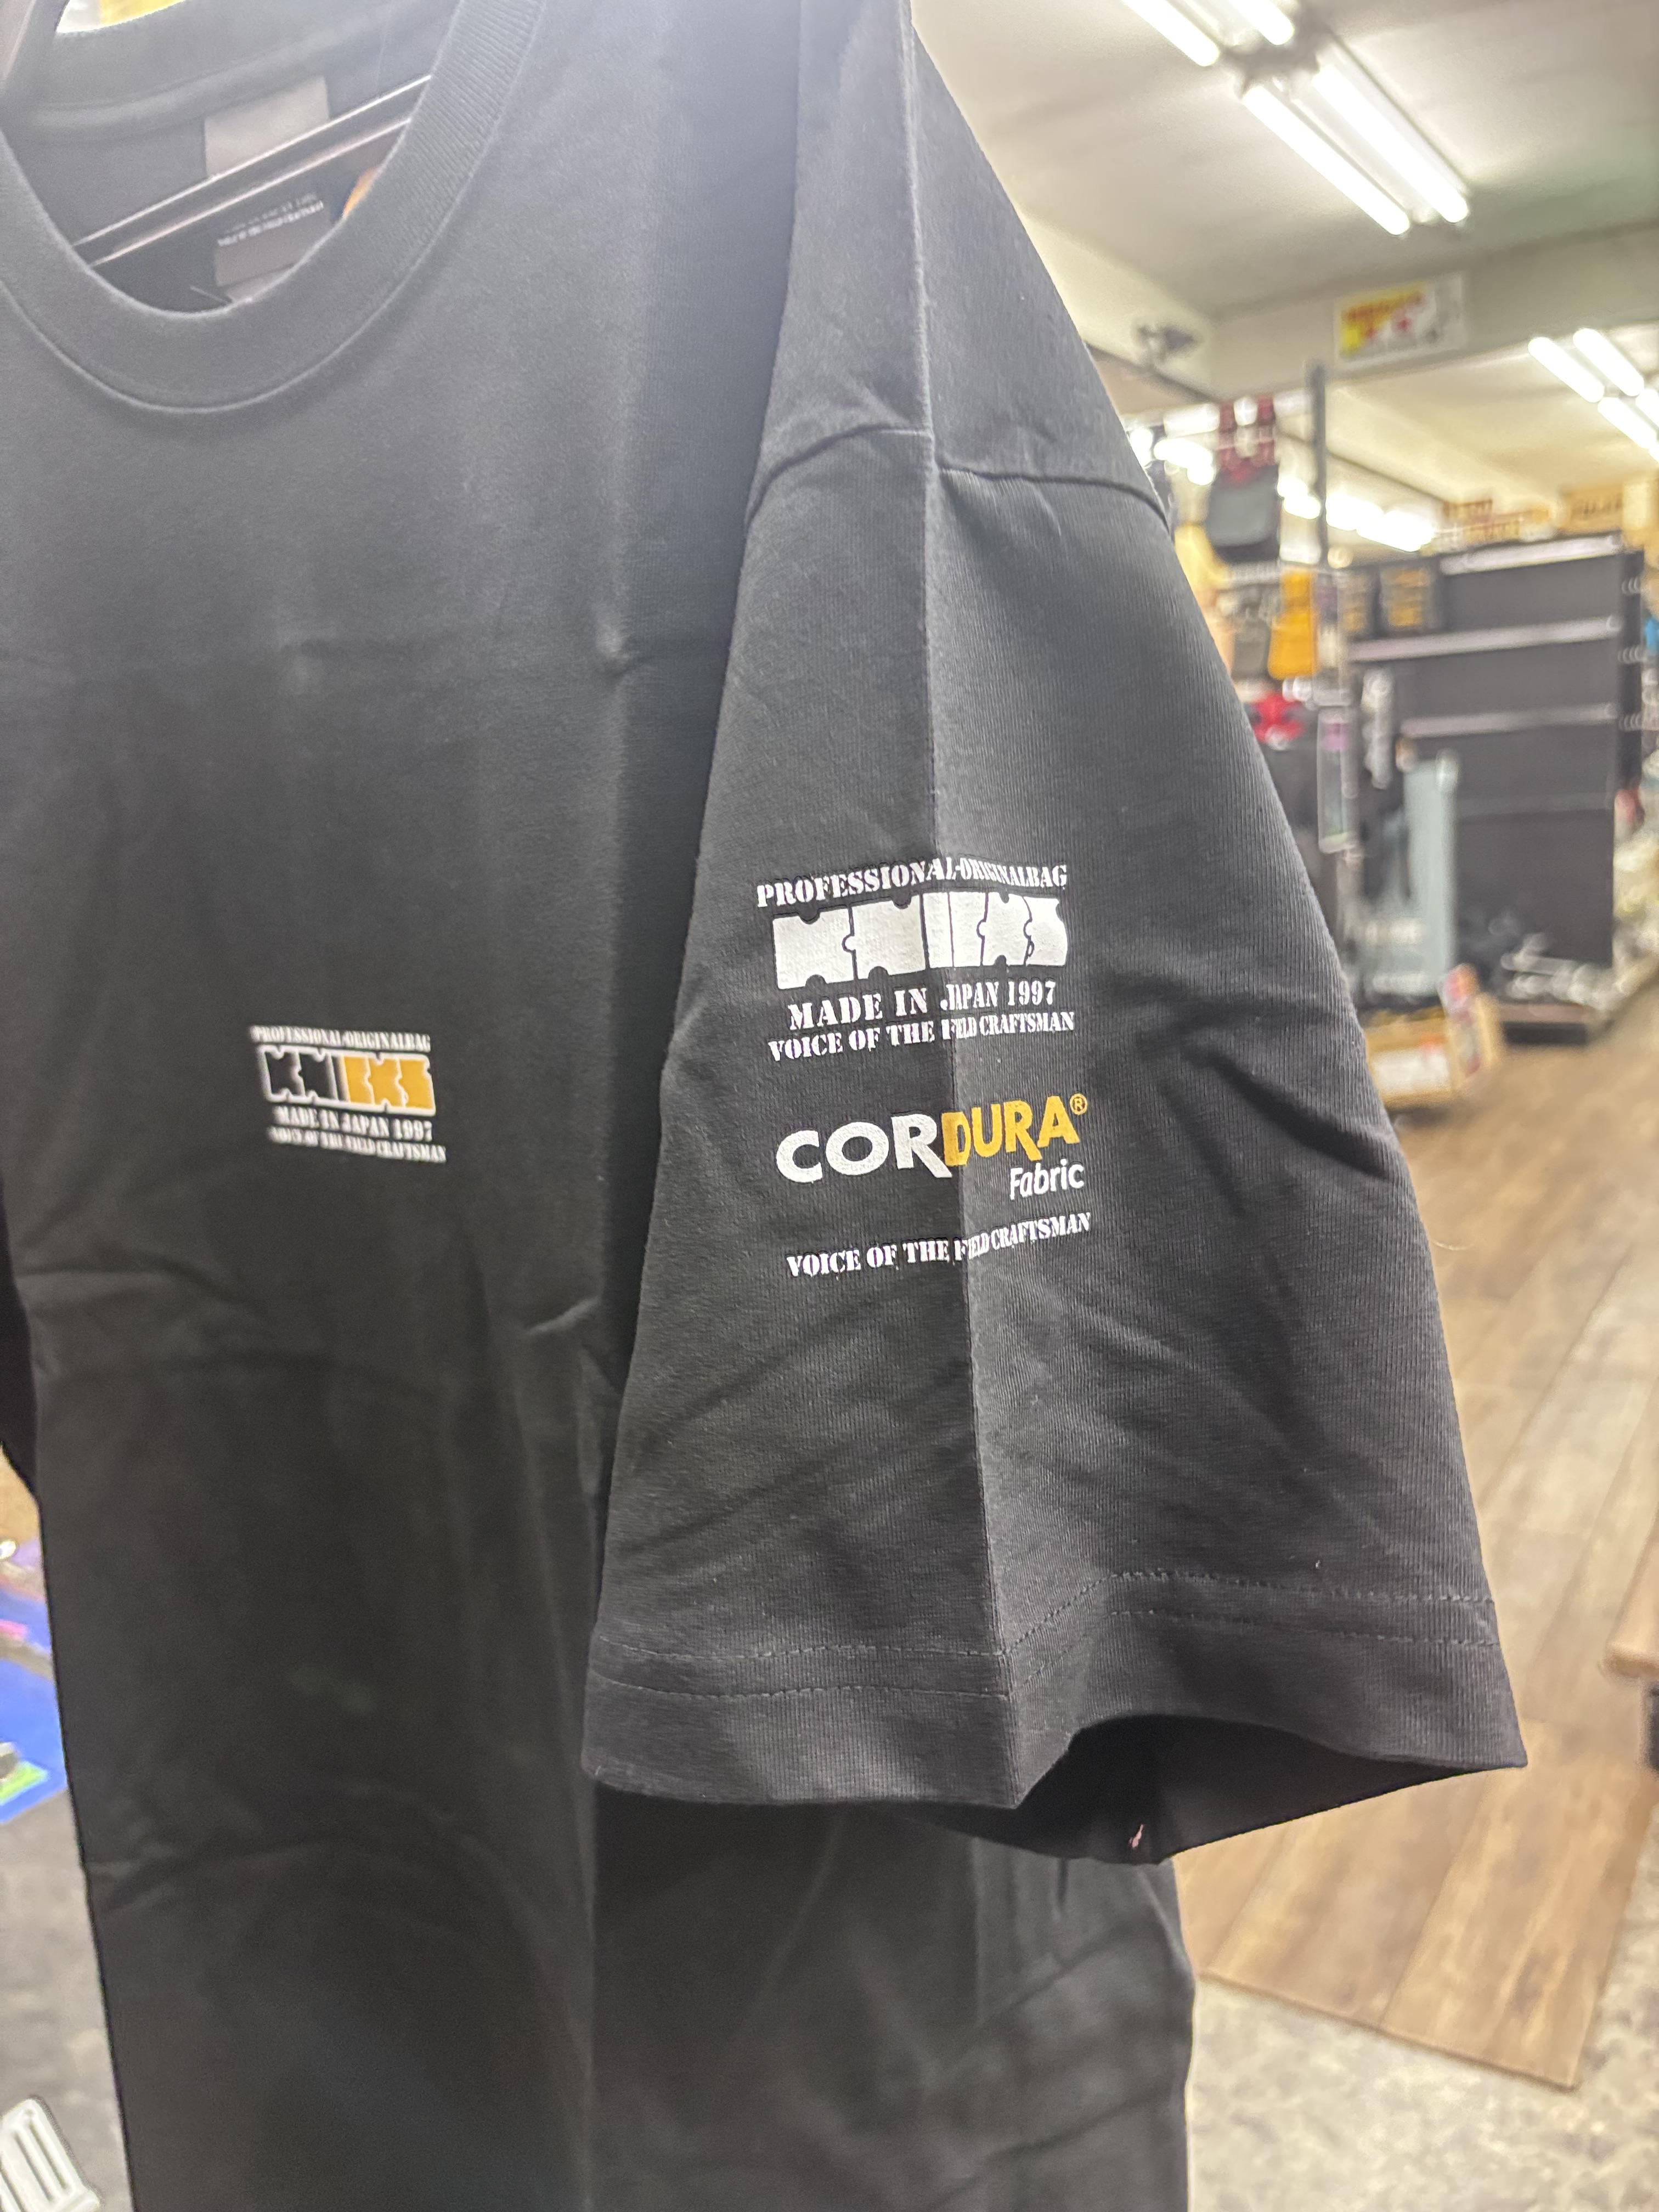 PROFESSIONAL-ORIGINALBAG
KNICKS
MADE IN JAPAN 1997
VOICE OF THE FIELD CRAFTSMAN
PROFESSIONAL-ORIGINALBAG
KNICKS
MADE IN JAPAN 1997
VOICE OF THE FIELD CRAFTSMAN
CORDURA®
Fabric
VOICE OF THE FIELD CRAFTSMAN